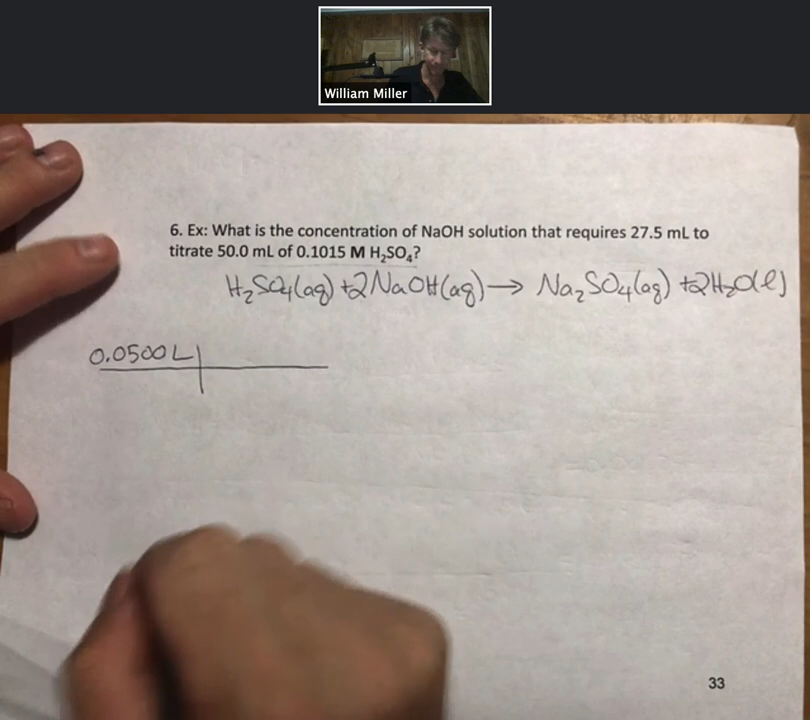 William Miller
6. Ex: What is the concentration of NaOH solution that requires 27.5 mL to
titrate 50.0 mL of 0.1015 M H₂SO₄?
H₂SO₄(aq) + 2NaOH(aq) → Na₂SO₄(aq) + 2H₂O(l)
0.0500 L
33